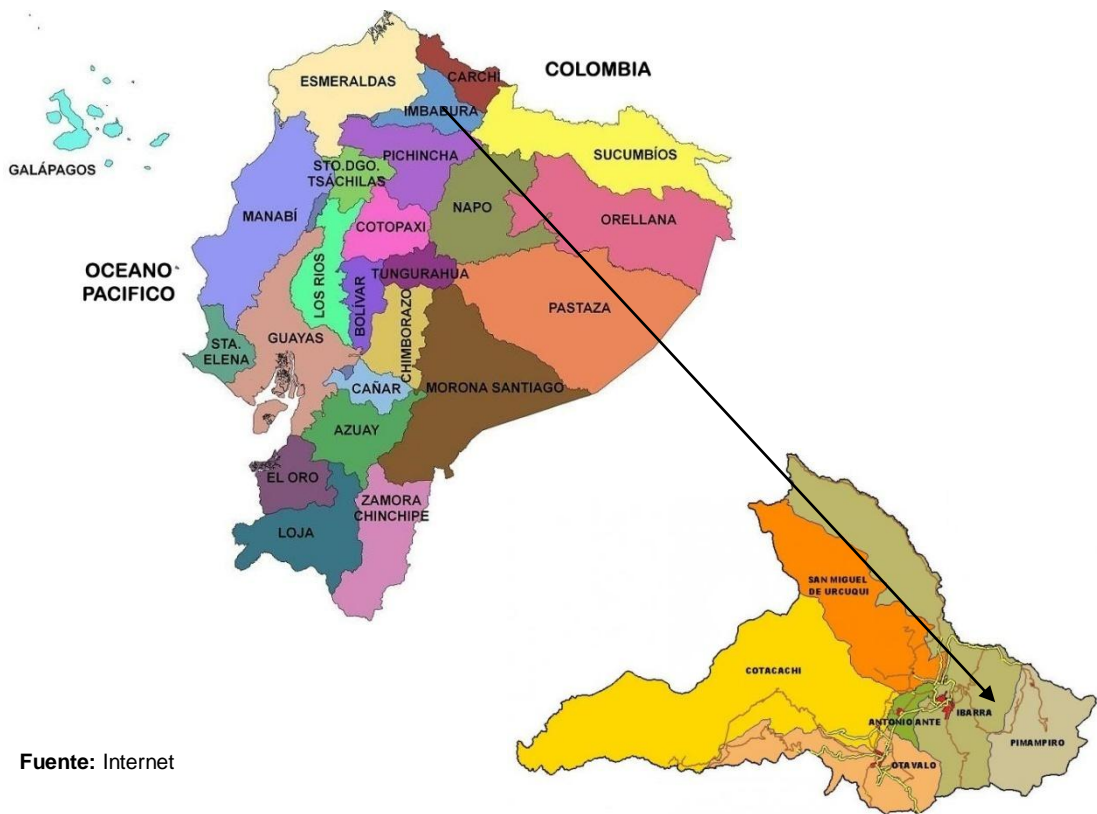 COLOMBIA
CARCHI
ESMERALDAS
IMBABURA
SUCUMBÍOS
PICHINCHA
GALÁPAGOS
STO.DGO.
TSÁCHILAS
NAPO
ORELLANA
MANABÍ
COTOPAXI
OCEANO
PACIFICO
TUNGURAHUA
LOS RIOS
BOLÍVAR
CHIMBORAZO
PASTAZA
STA.
ELENA
GUAYAS
CAÑAR
MORONA SANTIAGO
AZUAY
EL ORO
ZAMORA
CHINCHIPE
LOJA
SAN MIGUEL
DE URCUQUI
COTACACHI
ANTONIO ANTE
IBARRA
PIMAMPIRO
OTAVALO
Fuente: Internet